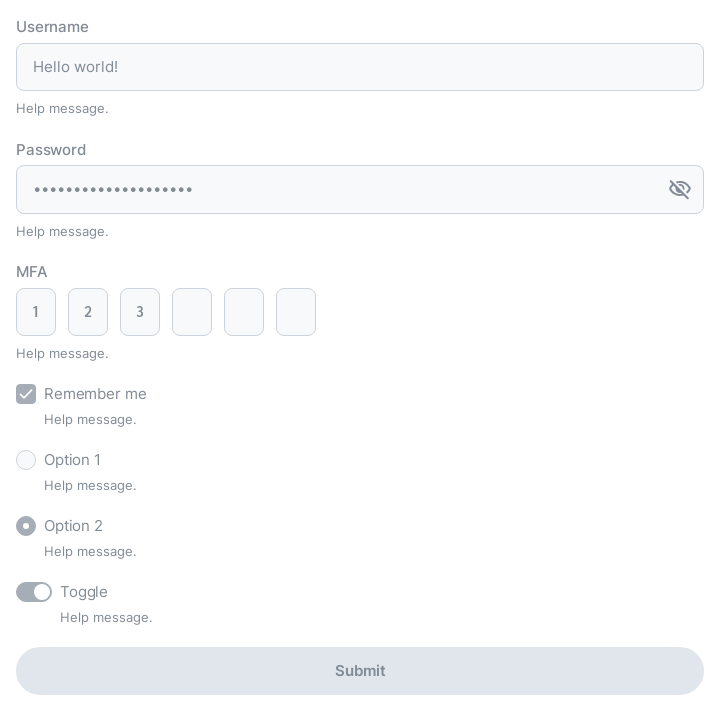 Username
Hello world!
Help message.
Password
••••••••••••••••••••
Help message.
MFA
1 2 3
Help message.
Remember me
Help message.
Option 1
Help message.
Option 2
Help message.
Toggle
Help message.
Submit